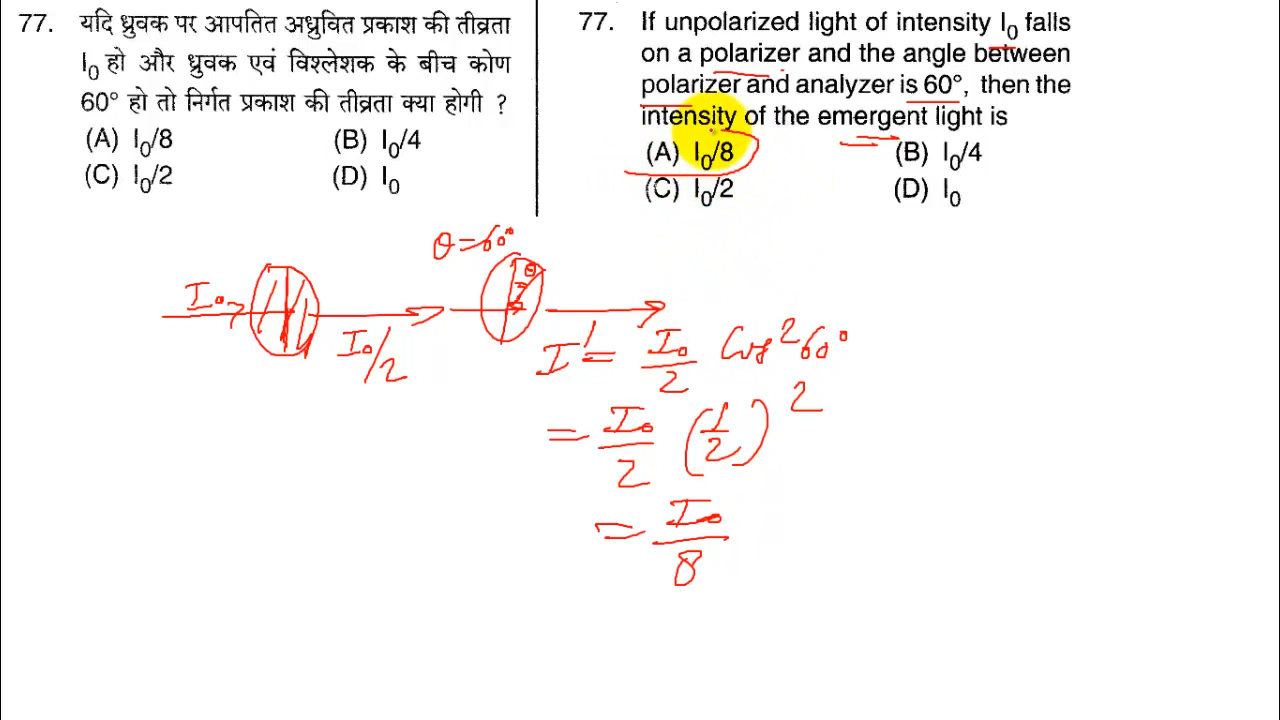 77. यदि ध्रुवक पर आपतित अध्रुवित प्रकाश की तीव्रता
I₀ हो और ध्रुवक एवं विश्लेशक के बीच कोण
60° हो तो निर्गत प्रकाश की तीव्रता क्या होगी ?
(A) I₀/8 (B) I₀/4
(C) I₀/2 (D) I₀
77. If unpolarized light of intensity I₀ falls
on a polarizer and the angle between
polarizer and analyzer is 60°, then the
intensity of the emergent light is
(A) I₀/8 (B) I₀/4
(C) I₀/2 (D) I₀
θ = 60°
θ
I₀
I₀/2
I' = I₀/2 Cos² 60°
= I₀/2 (1/2)²
= I₀/8